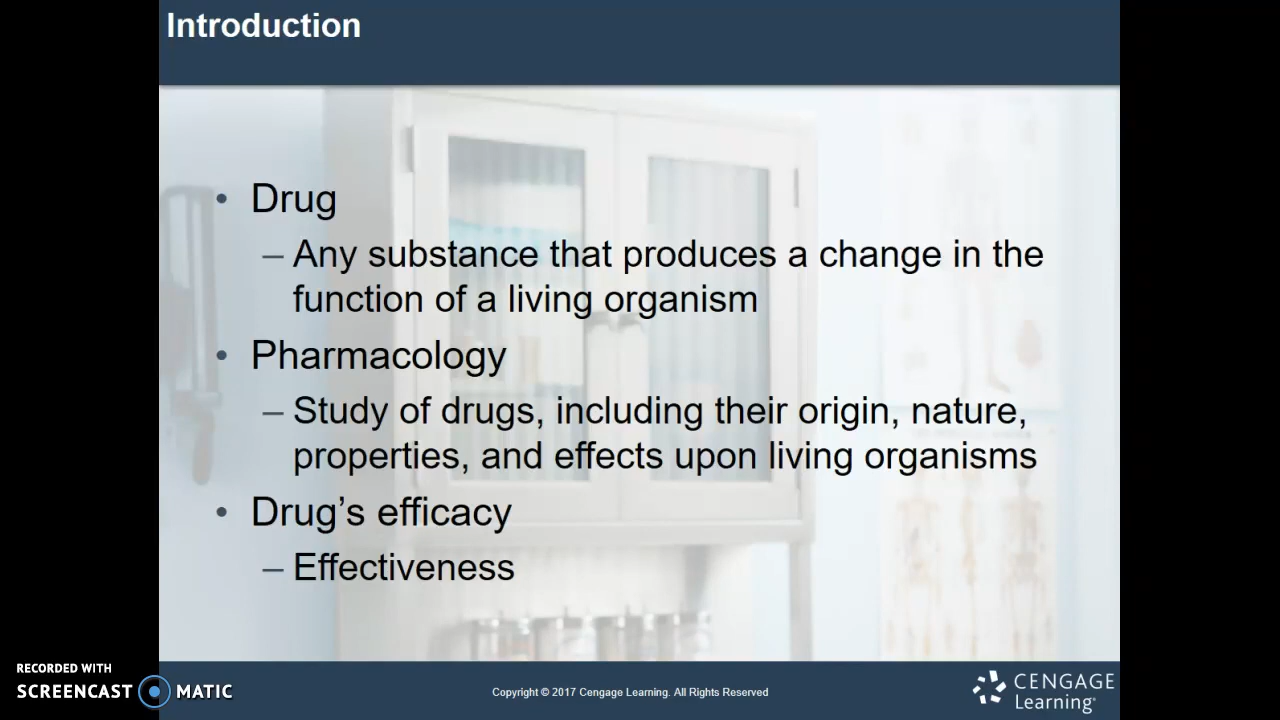 Introduction
• Drug
– Any substance that produces a change in the
function of a living organism
• Pharmacology
– Study of drugs, including their origin, nature,
properties, and effects upon living organisms
• Drug’s efficacy
– Effectiveness
RECORDED WITH
SCREENCAST MATIC
Copyright © 2017 Cengage Learning. All Rights Reserved
CENGAGE
Learning®